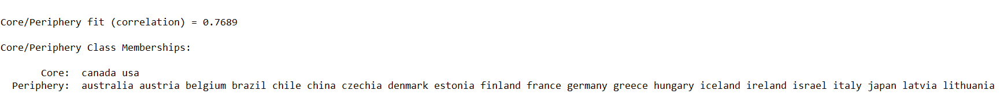 Core/Periphery fit (correlation) = 0.7689
Core/Periphery Class Memberships:
Core: canada usa
Periphery: australia austria belgium brazil chile china czechia denmark estonia finland france germany greece hungary iceland ireland israel italy japan latvia lithuania